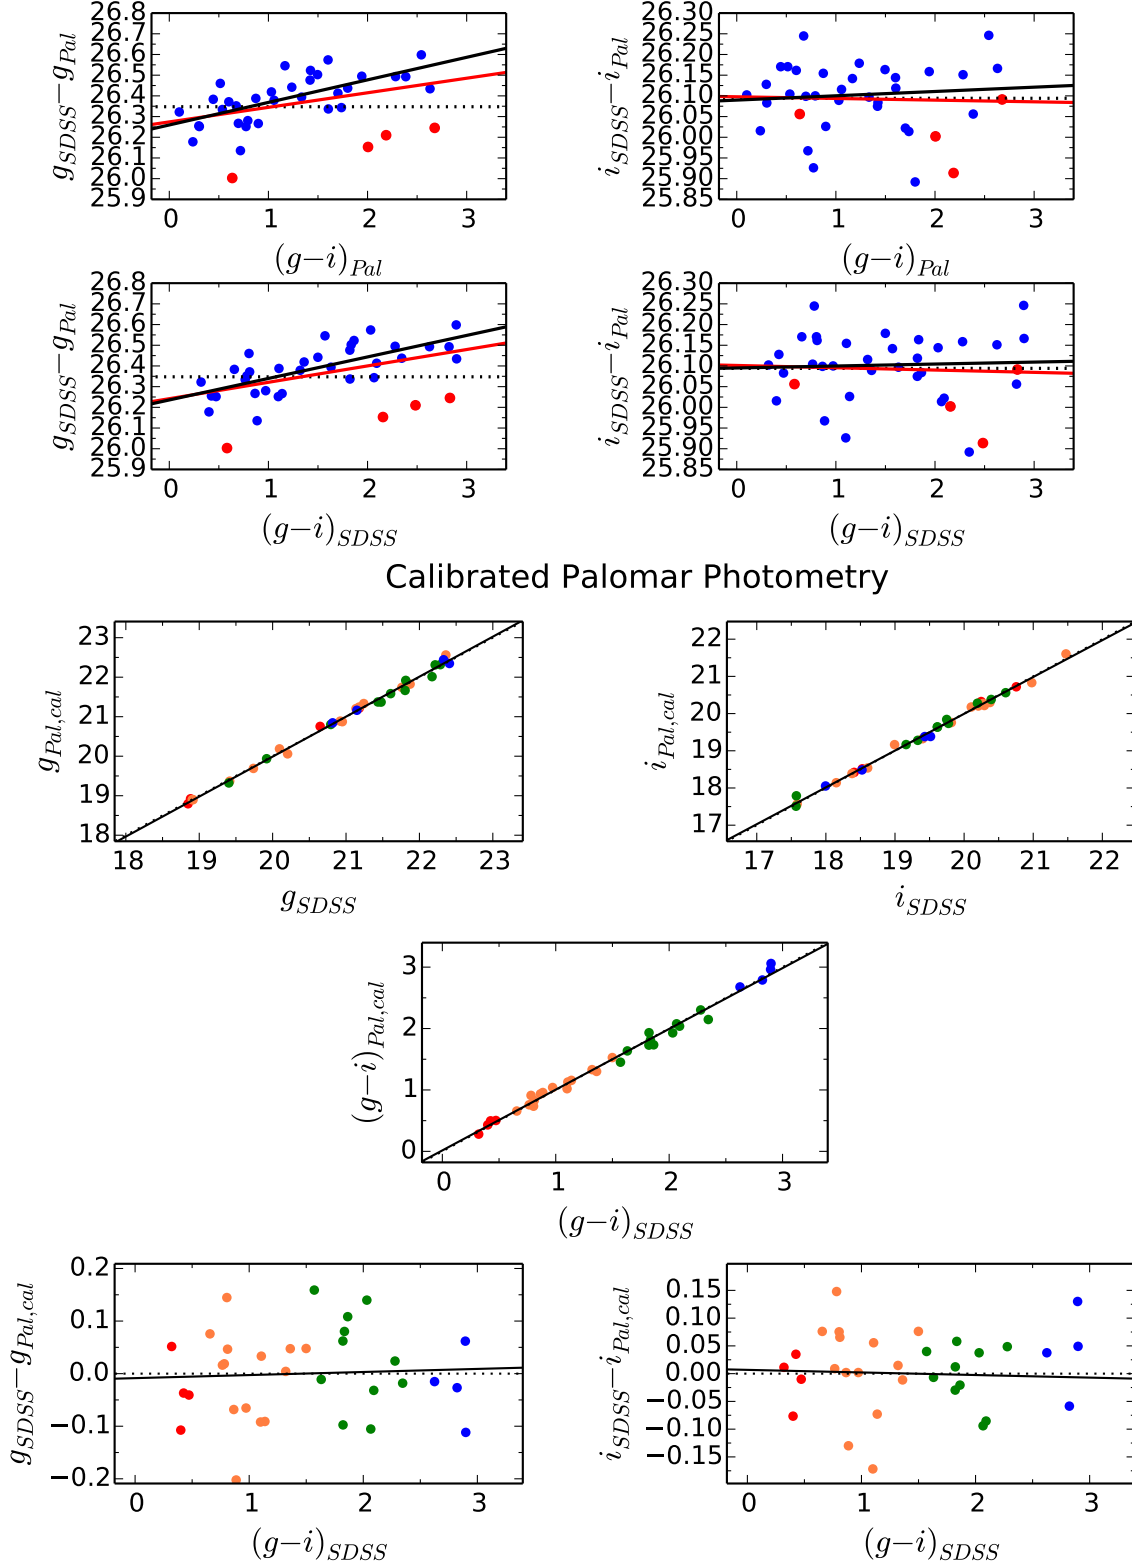 26.8
26.7
26.6
26.5
26.4
26.3
26.2
26.1
26.0
25.9
g_SDSS−g_Pal
0 1 2 3
(g−i)_Pal
26.30
26.25
26.20
26.15
26.10
26.05
26.00
25.95
25.90
25.85
i_SDSS−i_Pal
0 1 2 3
(g−i)_Pal
26.8
26.7
26.6
26.5
26.4
26.3
26.2
26.1
26.0
25.9
g_SDSS−g_Pal
0 1 2 3
(g−i)_SDSS
26.30
26.25
26.20
26.15
26.10
26.05
26.00
25.95
25.90
25.85
i_SDSS−i_Pal
0 1 2 3
(g−i)_SDSS
Calibrated Palomar Photometry
23
22
21
20
19
18
g_Pal,cal
18 19 20 21 22 23
g_SDSS
22
21
20
19
18
17
i_Pal,cal
17 18 19 20 21 22
i_SDSS
3
2
1
0
(g−i)_Pal,cal
0 1 2 3
(g−i)_SDSS
0.2
0.1
0.0
−0.1
−0.2
g_SDSS−g_Pal,cal
0 1 2 3
(g−i)_SDSS
0.15
0.10
0.05
0.00
−0.05
−0.10
−0.15
i_SDSS−i_Pal,cal
0 1 2 3
(g−i)_SDSS